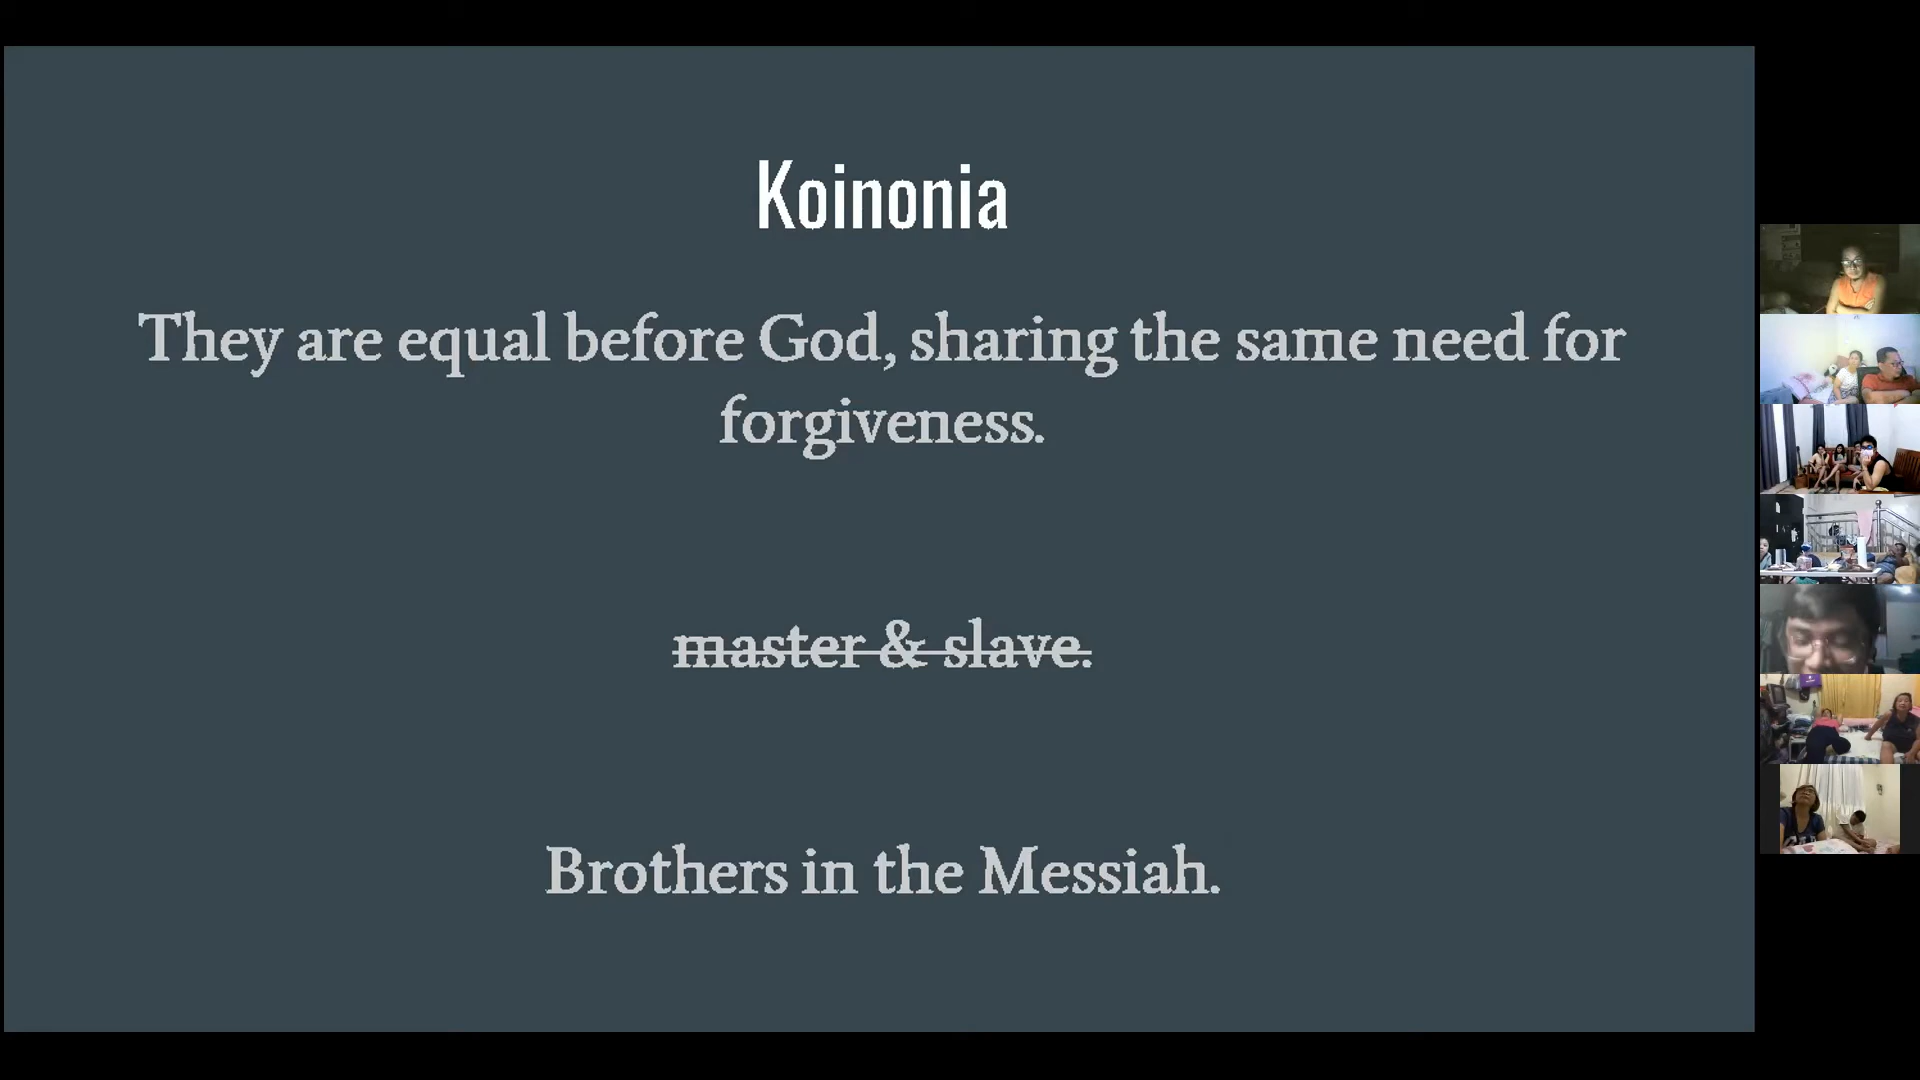 Koinonia
They are equal before God, sharing the same need for
forgiveness.
master & slave.
Brothers in the Messiah.